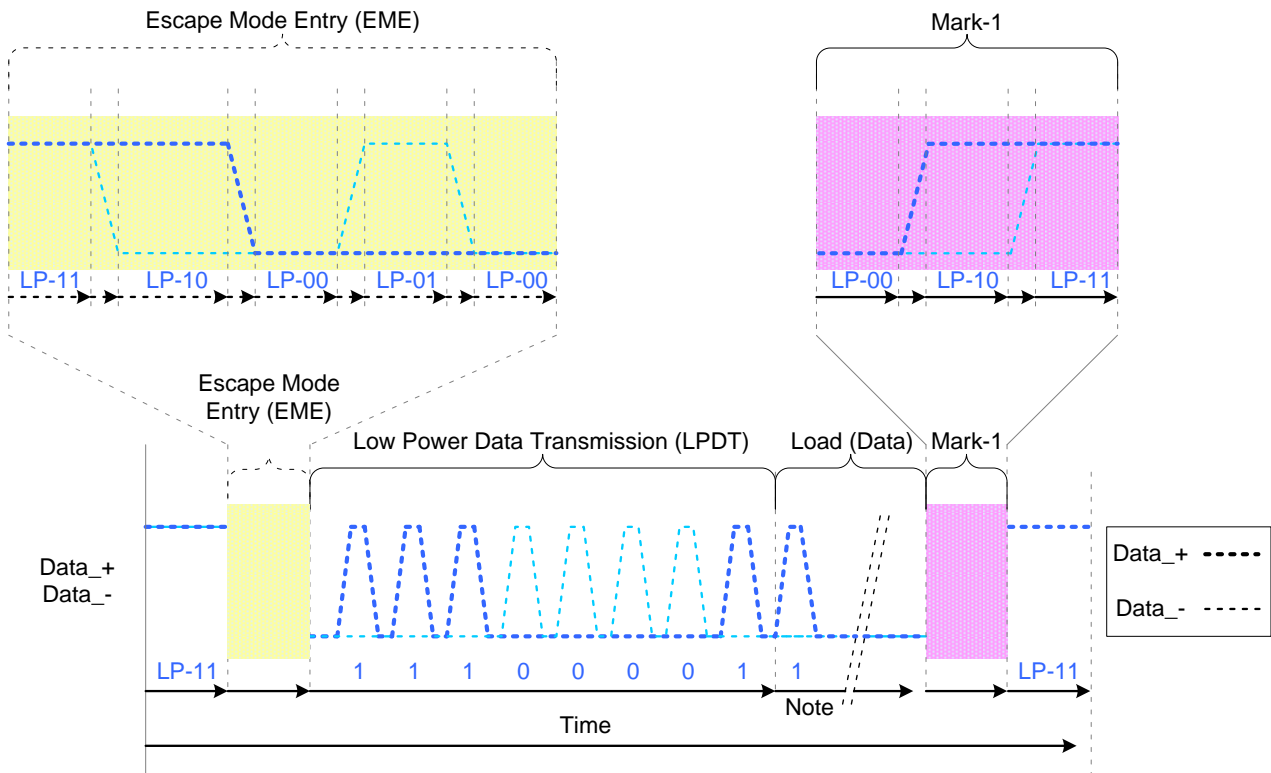 Escape Mode Entry (EME)
Mark-1
LP-11 LP-10 LP-00 LP-01 LP-00
LP-00 LP-10 LP-11
Escape Mode
Entry (EME)
Low Power Data Transmission (LPDT)
Load (Data)
Mark-1
Data_+
Data_-
Data_+
Data_-
LP-11 1 1 1 0 0 0 0 1 1 LP-11
Note
Time